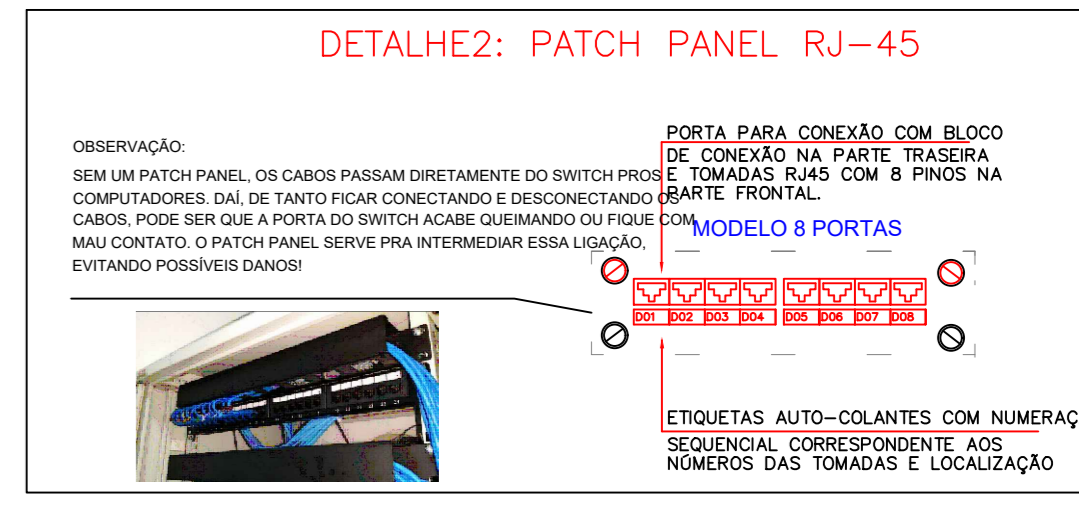 DETALHE2: PATCH PANEL RJ-45
OBSERVAÇÃO:
SEM UM PATCH PANEL, OS CABOS PASSAM DIRETAMENTE DO SWITCH PROS
COMPUTADORES. DAÍ, DE TANTO FICAR CONECTANDO E DESCONECTANDO OS
CABOS, PODE SER QUE A PORTA DO SWITCH ACABE QUEIMANDO OU FIQUE COM
MAU CONTATO. O PATCH PANEL SERVE PRA INTERMEDIAR ESSA LIGAÇÃO,
EVITANDO POSSÍVEIS DANOS!
PORTA PARA CONEXÃO COM BLOCO
DE CONEXÃO NA PARTE TRASEIRA
E TOMADAS RJ45 COM 8 PINOS NA
PARTE FRONTAL.
MODELO 8 PORTAS
D01 D02 D03 D04 D05 D06 D07 D08
ETIQUETAS AUTO-COLANTES COM NUMERAÇ
SEQUENCIAL CORRESPONDENTE AOS
NÚMEROS DAS TOMADAS E LOCALIZAÇÃO